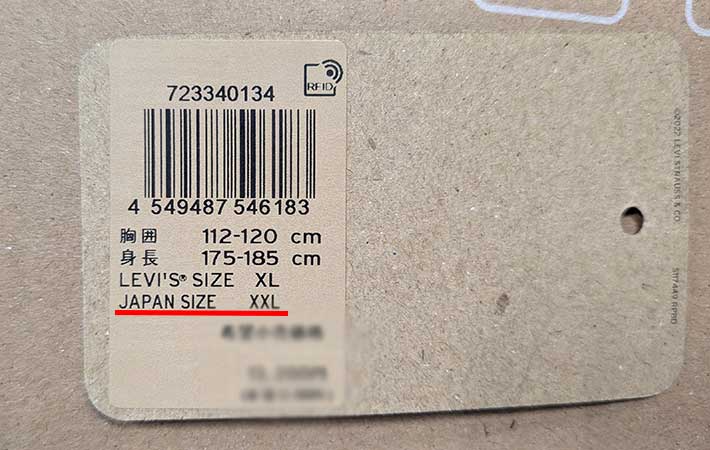 RFID
723340134
4 549487 546183
胸囲 112-120 cm
身長 175-185 cm
LEVI'S® SIZE XL
JAPAN SIZE XXL
©2022 LEVI STRAUSS & CO.